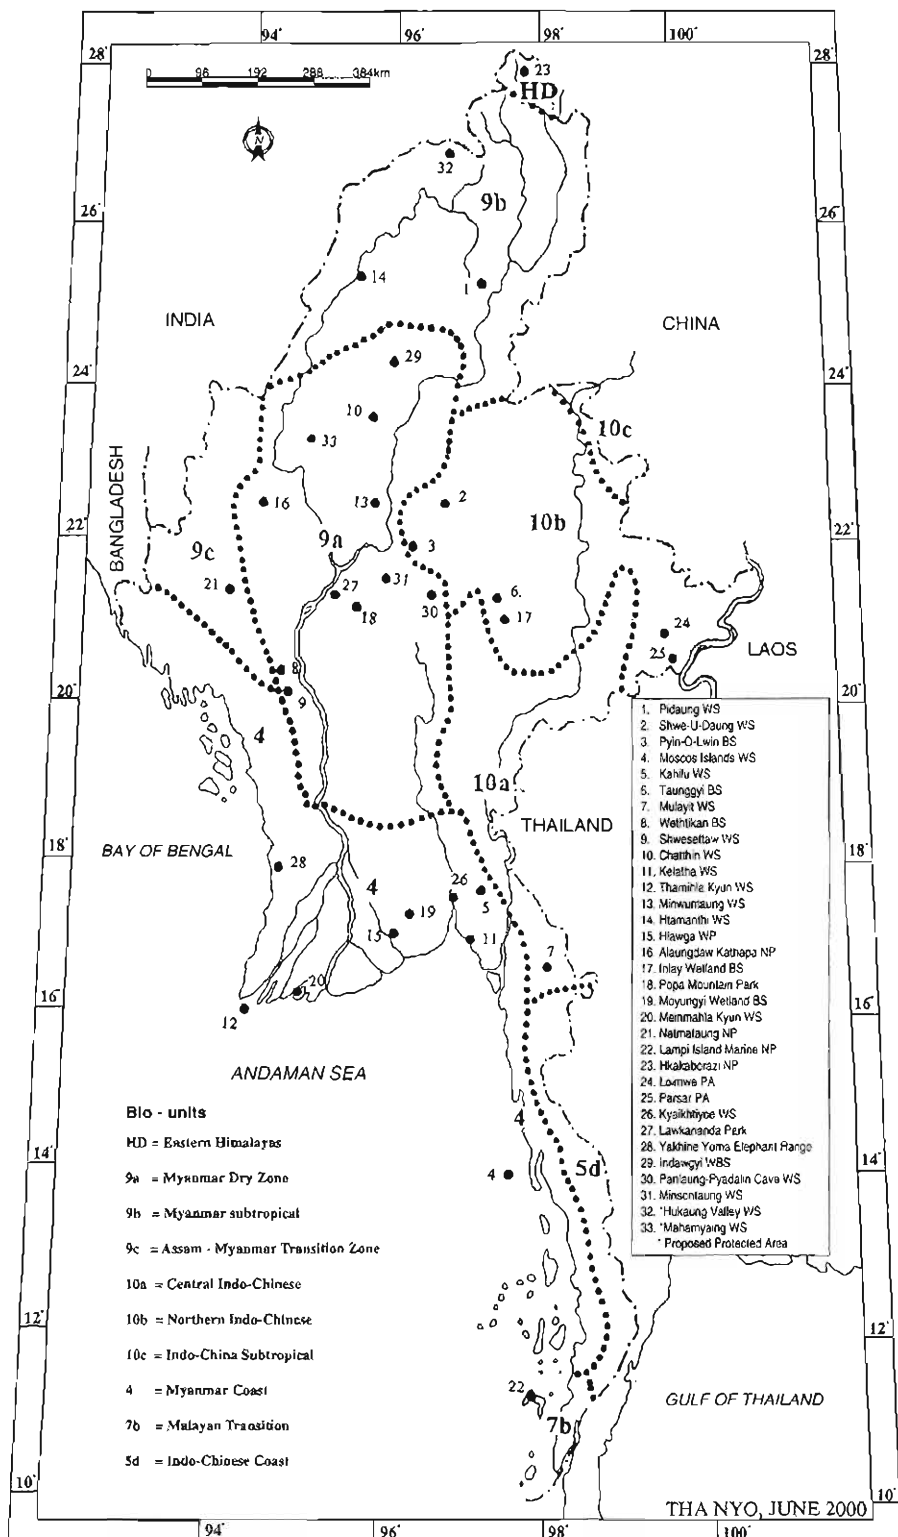 94°
96°
98°
100°
28°
28°
0 96 192 288 384km
23
HD
N
32
9b
26°
26°
14
1
INDIA
CHINA
29
24°
24°
10
10c
33
BANGLADESH
16
13
2
10b
22°
22°
9a
9c
3
31
21
27
30
6.
18
17
24
25
LAOS
8
20°
20°
9
4
10a
THAILAND
BAY OF BENGAL
18°
18°
28
4
26
5
19
15
11
7
20
16°
16°
12
ANDAMAN SEA
4
14°
14°
4
5d
12°
12°
22
7b
GULF OF THAILAND
10°
10°
THA NYO, JUNE 2000
94°
96°
98°
100°
1. Pidaung WS
2. Shwe-U-Daung WS
3. Pyin-O-Lwin BS
4. Moscos Islands WS
5. Kahilu WS
6. Taunggyi BS
7. Mulayit WS
8. Wethtikan BS
9. Shwesettaw WS
10. Chatthin WS
11. Kelatha WS
12. Thamihla Kyun WS
13. Minwuntaung WS
14. Htamanthi WS
15. Hlawga WP
16 Alaungdaw Kathapa NP
17. Inlay Wetland BS
18. Popa Mountain Park
19. Moyungyi Wetland BS
20. Meinmahla Kyun WS
21. Natmataung NP
22. Lampi Island Marine NP
23. Hkakaborazi NP
24. Loimwe PA
25. Parsar PA
26. Kyaikhtiyoe WS
27. Lawkananda Park
28. Yakhine Yoma Elephant Range
29. Indawgyi WBS
30. Panlaung-Pyadalin Cave WS
31. Minsontaung WS
32. *Hukaung Valley WS
33. *Mahamyaing WS
* Proposed Protected Area
Bio - units
HD = Eastern Himalayas
9a = Myanmar Dry Zone
9b = Myanmar subtropical
9c = Assam - Myanmar Transition Zone
10a = Central Indo-Chinese
10b = Northern Indo-Chinese
10c = Indo-China Subtropical
4 = Myanmar Coast
7b = Malayan Transition
5d = Indo-Chinese Coast